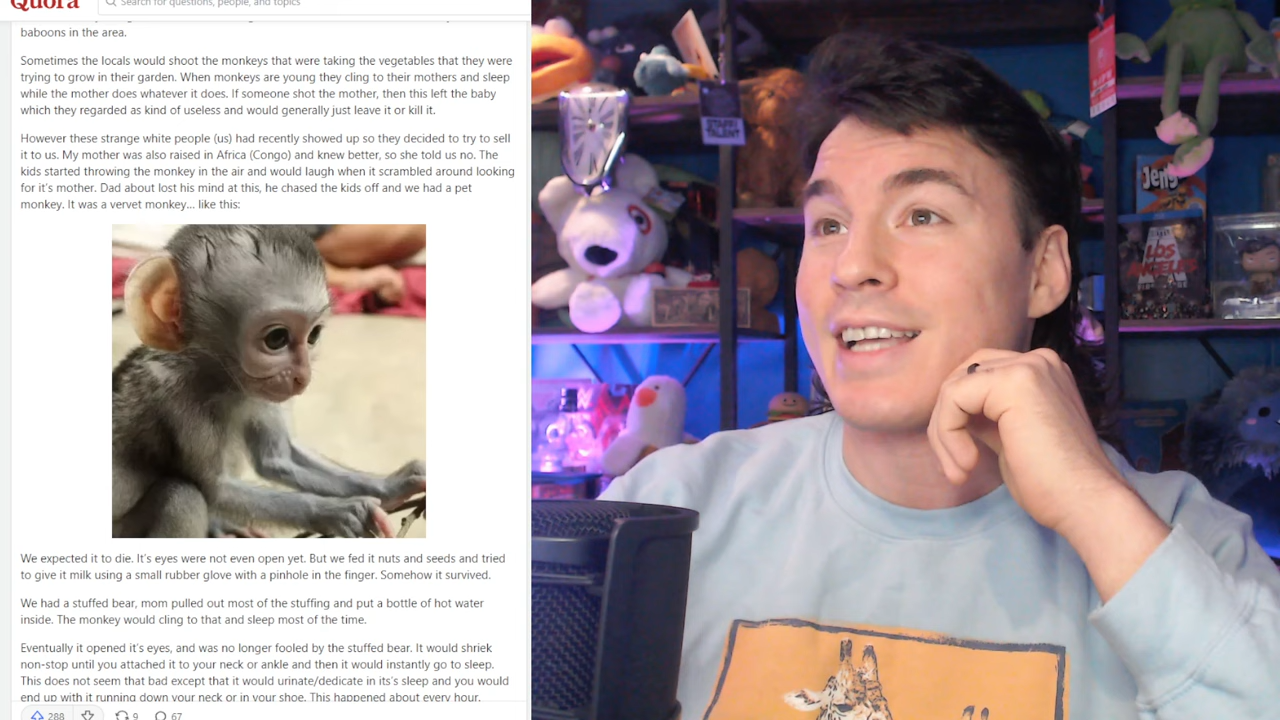 Quora
Search for questions, people, and topics
baboons in the area.
Sometimes the locals would shoot the monkeys that were taking the vegetables that they were
trying to grow in their garden. When monkeys are young they cling to their mothers and sleep
while the mother does whatever it does. If someone shot the mother, then this left the baby
which they regarded as kind of useless and would generally just leave it or kill it.
However these strange white people (us) had recently showed up so they decided to try to sell
it to us. My mother was also raised in Africa (Congo) and knew better, so she told us no. The
kids started throwing the monkey in the air and would laugh when it scrambled around looking
for it's mother. Dad about lost his mind at this, he chased the kids off and we had a pet
monkey. It was a vervet monkey... like this:
We expected it to die. It's eyes were not even open yet. But we fed it nuts and seeds and tried
to give it milk using a small rubber glove with a pinhole in the finger. Somehow it survived.
We had a stuffed bear, mom pulled out most of the stuffing and put a bottle of hot water
inside. The monkey would cling to that and sleep most of the time.
Eventually it opened it's eyes, and was no longer fooled by the stuffed bear. It would shriek
non-stop until you attached it to your neck or ankle and then it would instantly go to sleep.
This does not seem that bad except that it would urinate/dedicate in its's sleep and you would
end up with it running down your neck or in your shoe. This happened about every hour.
288
9
67
TALENT
Jenga
LOS
ANGELES